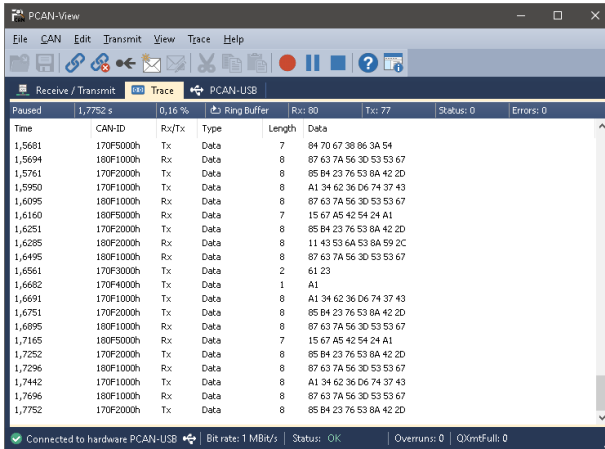 PCAN-View
File CAN Edit Transmit View Trace Help
Receive / Transmit Trace PCAN-USB
Paused 1,7752 s 0,16 % Ring Buffer Rx: 80 Tx: 77 Status: 0 Errors: 0
Time CAN-ID Rx/Tx Type Length Data
1,5681 170F5000h Tx Data 7 84 70 67 38 86 3A 54
1,5694 180F1000h Rx Data 8 87 63 7A 56 3D 53 53 67
1,5761 170F2000h Tx Data 8 85 B4 23 76 53 8A 42 2D
1,5950 170F1000h Tx Data 8 A1 34 62 36 D6 74 37 43
1,6095 180F1000h Rx Data 8 87 63 7A 56 3D 53 53 67
1,6160 180F5000h Rx Data 7 15 67 A5 42 54 24 A1
1,6251 170F2000h Tx Data 8 85 B4 23 76 53 8A 42 2D
1,6285 180F2000h Rx Data 8 11 43 53 6A 53 8A 59 2C
1,6495 180F1000h Rx Data 8 87 63 7A 56 3D 53 53 67
1,6561 170F3000h Tx Data 2 61 23
1,6682 170F4000h Tx Data 1 A1
1,6691 170F1000h Tx Data 8 A1 34 62 36 D6 74 37 43
1,6751 170F2000h Tx Data 8 85 B4 23 76 53 8A 42 2D
1,6895 180F1000h Rx Data 8 87 63 7A 56 3D 53 53 67
1,7165 180F5000h Rx Data 7 15 67 A5 42 54 24 A1
1,7252 170F2000h Tx Data 8 85 B4 23 76 53 8A 42 2D
1,7296 180F1000h Rx Data 8 87 63 7A 56 3D 53 53 67
1,7442 170F1000h Tx Data 8 A1 34 62 36 D6 74 37 43
1,7696 180F1000h Rx Data 8 87 63 7A 56 3D 53 53 67
1,7752 170F2000h Tx Data 8 85 B4 23 76 53 8A 42 2D
Connected to hardware PCAN-USB Bit rate: 1 MBit/s Status: OK Overruns: 0 QXmtFull: 0